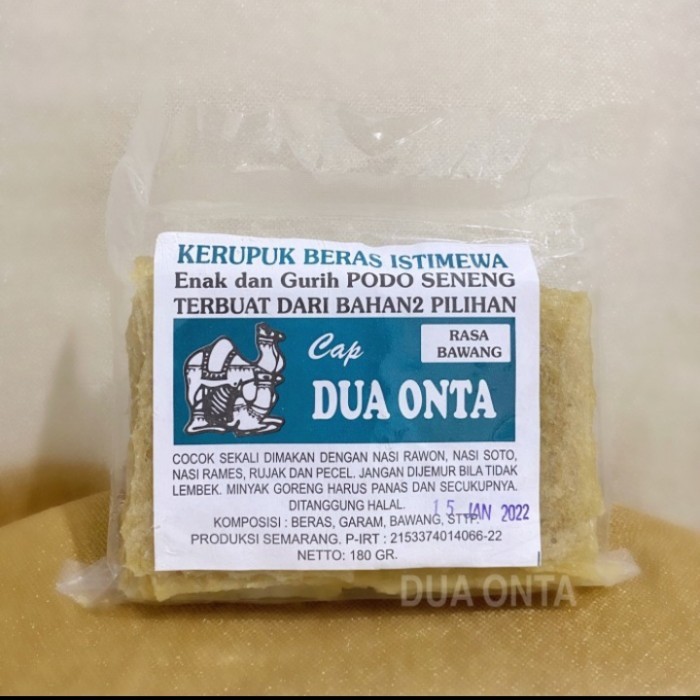 KERUPUK BERAS ISTIMEWA
Enak dan Gurih PODO SENENG
TERBUAT DARI BAHAN2 PILIHAN
Cap
RASA
BAWANG
DUA ONTA
COCOK SEKALI DIMAKAN DENGAN NASI RAWON, NASI SOTO,
NASI RAMES, RUJAK DAN PECEL. JANGAN DIJEMUR BILA TIDAK
LEMBEK. MINYAK GORENG HARUS PANAS DAN SECUKUPNYA.
DITANGGUNG HALAL.
15 JAN 2022
KOMPOSISI : BERAS, GARAM, BAWANG, STTP.
PRODUKSI SEMARANG. P-IRT : 2153374014066-22
NETTO: 180 GR.
DUA ONTA